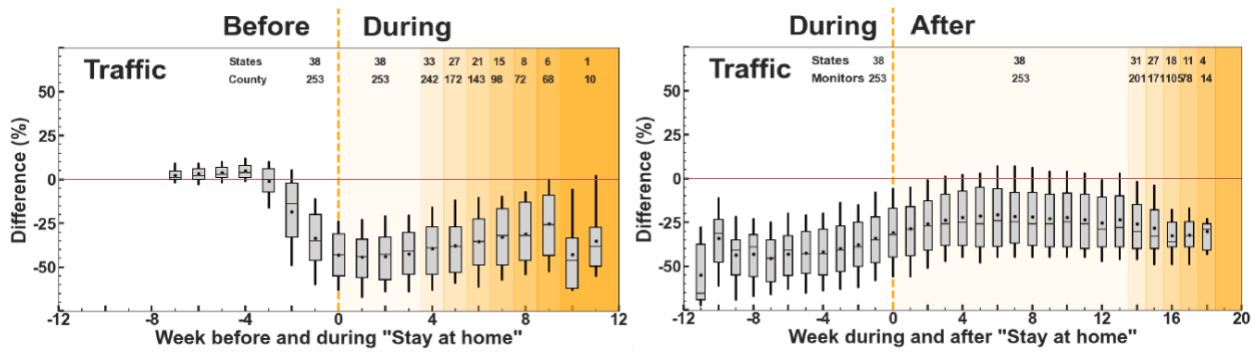 Before During
Traffic
States 38 38 33 27 21 15 8 6 1
County 253 253 242 172 143 98 72 68 10
Difference (%)
50
25
0
-25
-50
-12 -8 -4 0 4 8 12
Week before and during "Stay at home"
During After
Traffic
States 38 38 31 27 18 11 4
Monitors 253 253 201 171 105 78 14
Difference (%)
50
25
0
-25
-50
-12 -8 -4 0 4 8 12 16 20
Week during and after "Stay at home"